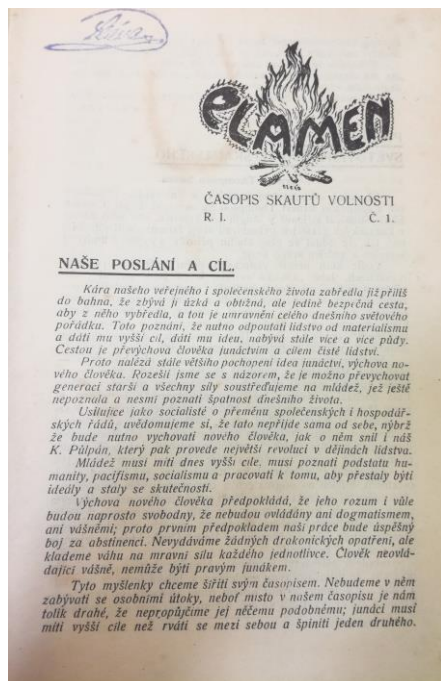 PLAMEN
ČASOPIS SKAUTŮ VOLNOSTI
R. I. Č. 1.
NAŠE POSLÁNÍ A CÍL.
Kára našeho veřejného i společenského života zabředla již příliš
do bahna, že zbývá jí úzká a obtížná, ale jedině bezpečná cesta,
aby z něho vybředla, a tou je umravnění celého dnešního světového
pořádku. Toto poznání, že nutno odpoutati lidstvo od materialismu
a dáti mu vyšší cíl, dáti mu ideu, nabývá stále více a více půdy.
Cestou je převýchova člověka junáctvím a cílem čisté lidství.
Proto nalézá stále většího pochopení idea junáctví, výchova no-
vého člověka. Rozešli jsme se s názorem, že je možno převychovat
generaci starší a všechny síly soustřeďujeme na mládež, jež ještě
nepoznala a nesmí poznati špatnost dnešního života.
Usilujíce jako socialisté o přeměnu společenských i hospodář-
ských řádů, uvědomujeme si, že tato nepřijde sama od sebe, nýbrž
že bude nutno vychovati nového člověka, jak o něm snil i náš
K. Půlpán, který pak provede největší revoluci v dějinách lidstva.
Mládež musí míti dnes vyšší cíle, musí poznati podstatu hu-
manity, pacifismu, socialismu a pracovati k tomu, aby přestaly býti
ideály a staly se skutečností.
Výchova nového člověka předpokládá, že jeho rozum i vůle
budou naprosto svobodny, že nebudou ovládány ani dogmatismem,
ani vášněmi; proto prvním předpokladem naší práce bude úspěšný
boj za abstinenci. Nevydáváme žádných drakonických opatření, ale
klademe váhu na mravní sílu každého jednotlivce. Člověk neovlá-
dající vášně, nemůže býti pravým junákem.
Tyto myšlenky chceme šířiti svým časopisem. Nebudeme v něm
zabývati se osobními útoky, neboť místo v našem časopisu je nám
tolik drahé, že nepropůjčíme jej něčemu podobnému; junáci musí
míti vyšší cíle než rváti se mezi sebou a špiniti jeden druhého.